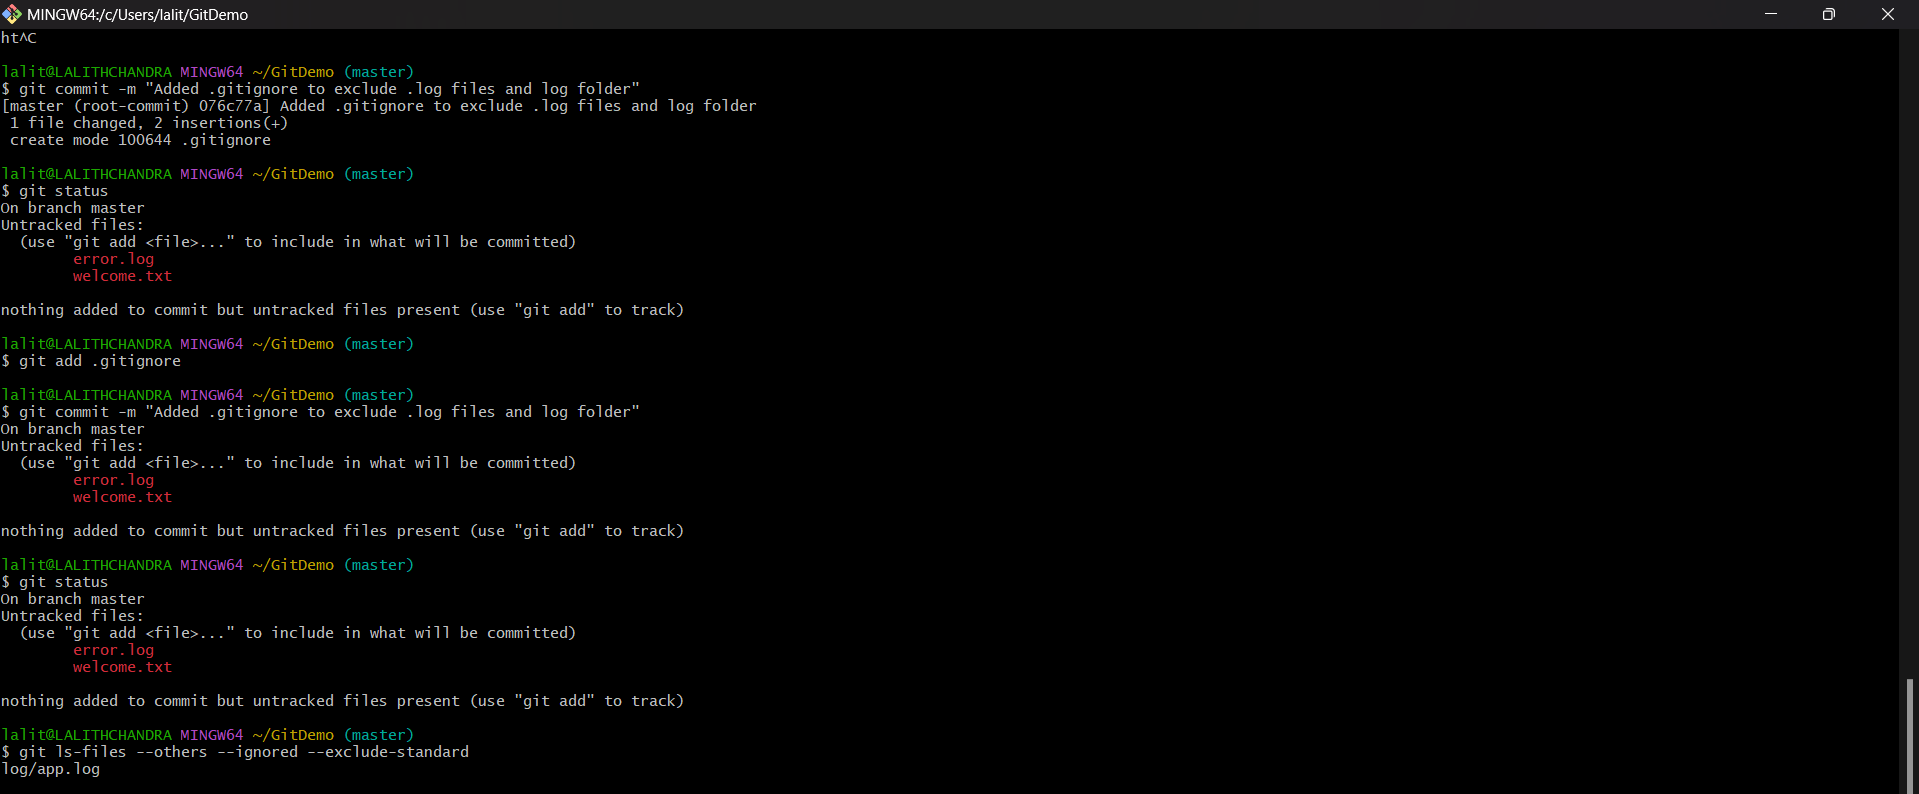 MINGW64:/c/Users/lalit/GitDemo
ht^C
lalit@LALITHCHANDRA MINGW64 ~/GitDemo (master)
$ git commit -m "Added .gitignore to exclude .log files and log folder"
[master (root-commit) 076c77a] Added .gitignore to exclude .log files and log folder
 1 file changed, 2 insertions(+)
 create mode 100644 .gitignore
lalit@LALITHCHANDRA MINGW64 ~/GitDemo (master)
$ git status
On branch master
Untracked files:
  (use "git add <file>..." to include in what will be committed)
        error.log
        welcome.txt
nothing added to commit but untracked files present (use "git add" to track)
lalit@LALITHCHANDRA MINGW64 ~/GitDemo (master)
$ git add .gitignore
lalit@LALITHCHANDRA MINGW64 ~/GitDemo (master)
$ git commit -m "Added .gitignore to exclude .log files and log folder"
On branch master
Untracked files:
  (use "git add <file>..." to include in what will be committed)
        error.log
        welcome.txt
nothing added to commit but untracked files present (use "git add" to track)
lalit@LALITHCHANDRA MINGW64 ~/GitDemo (master)
$ git status
On branch master
Untracked files:
  (use "git add <file>..." to include in what will be committed)
        error.log
        welcome.txt
nothing added to commit but untracked files present (use "git add" to track)
lalit@LALITHCHANDRA MINGW64 ~/GitDemo (master)
$ git ls-files --others --ignored --exclude-standard
log/app.log